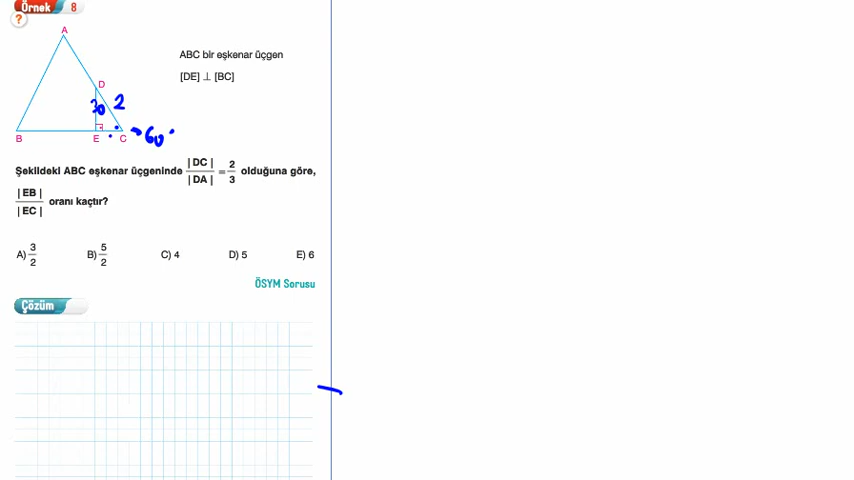 Örnek 8
?
A
ABC bir eşkenar üçgen
[DE] ⊥ [BC]
D
30 2
B E C 60°
Şekildeki ABC eşkenar üçgeninde |DC| / |DA| = 2 / 3 olduğuna göre,
|EB| / |EC| oranı kaçtır?
A) 3/2 B) 5/2 C) 4 D) 5 E) 6
ÖSYM Sorusu
Çözüm